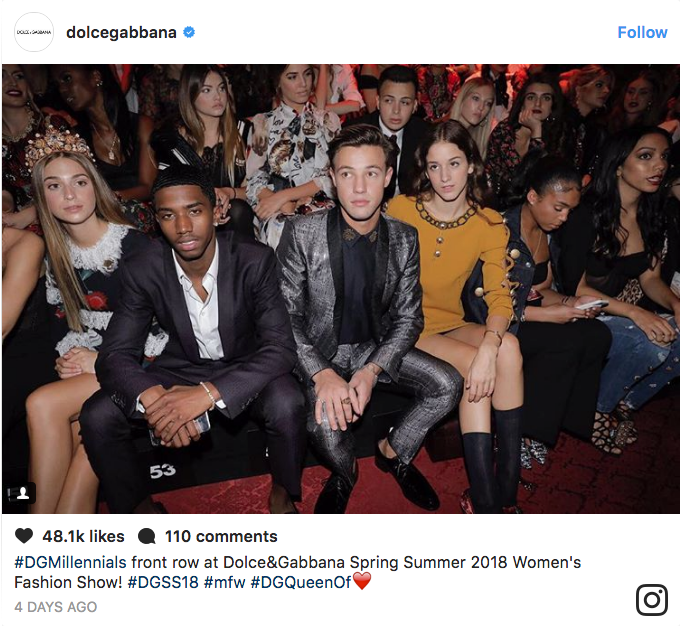 DOLCE & GABBANA
dolcegabbana
Follow
53
48.1k likes 110 comments
#DGMillennials front row at Dolce&Gabbana Spring Summer 2018 Women's
Fashion Show! #DGSS18 #mfw #DGQueenOf❤️
4 DAYS AGO